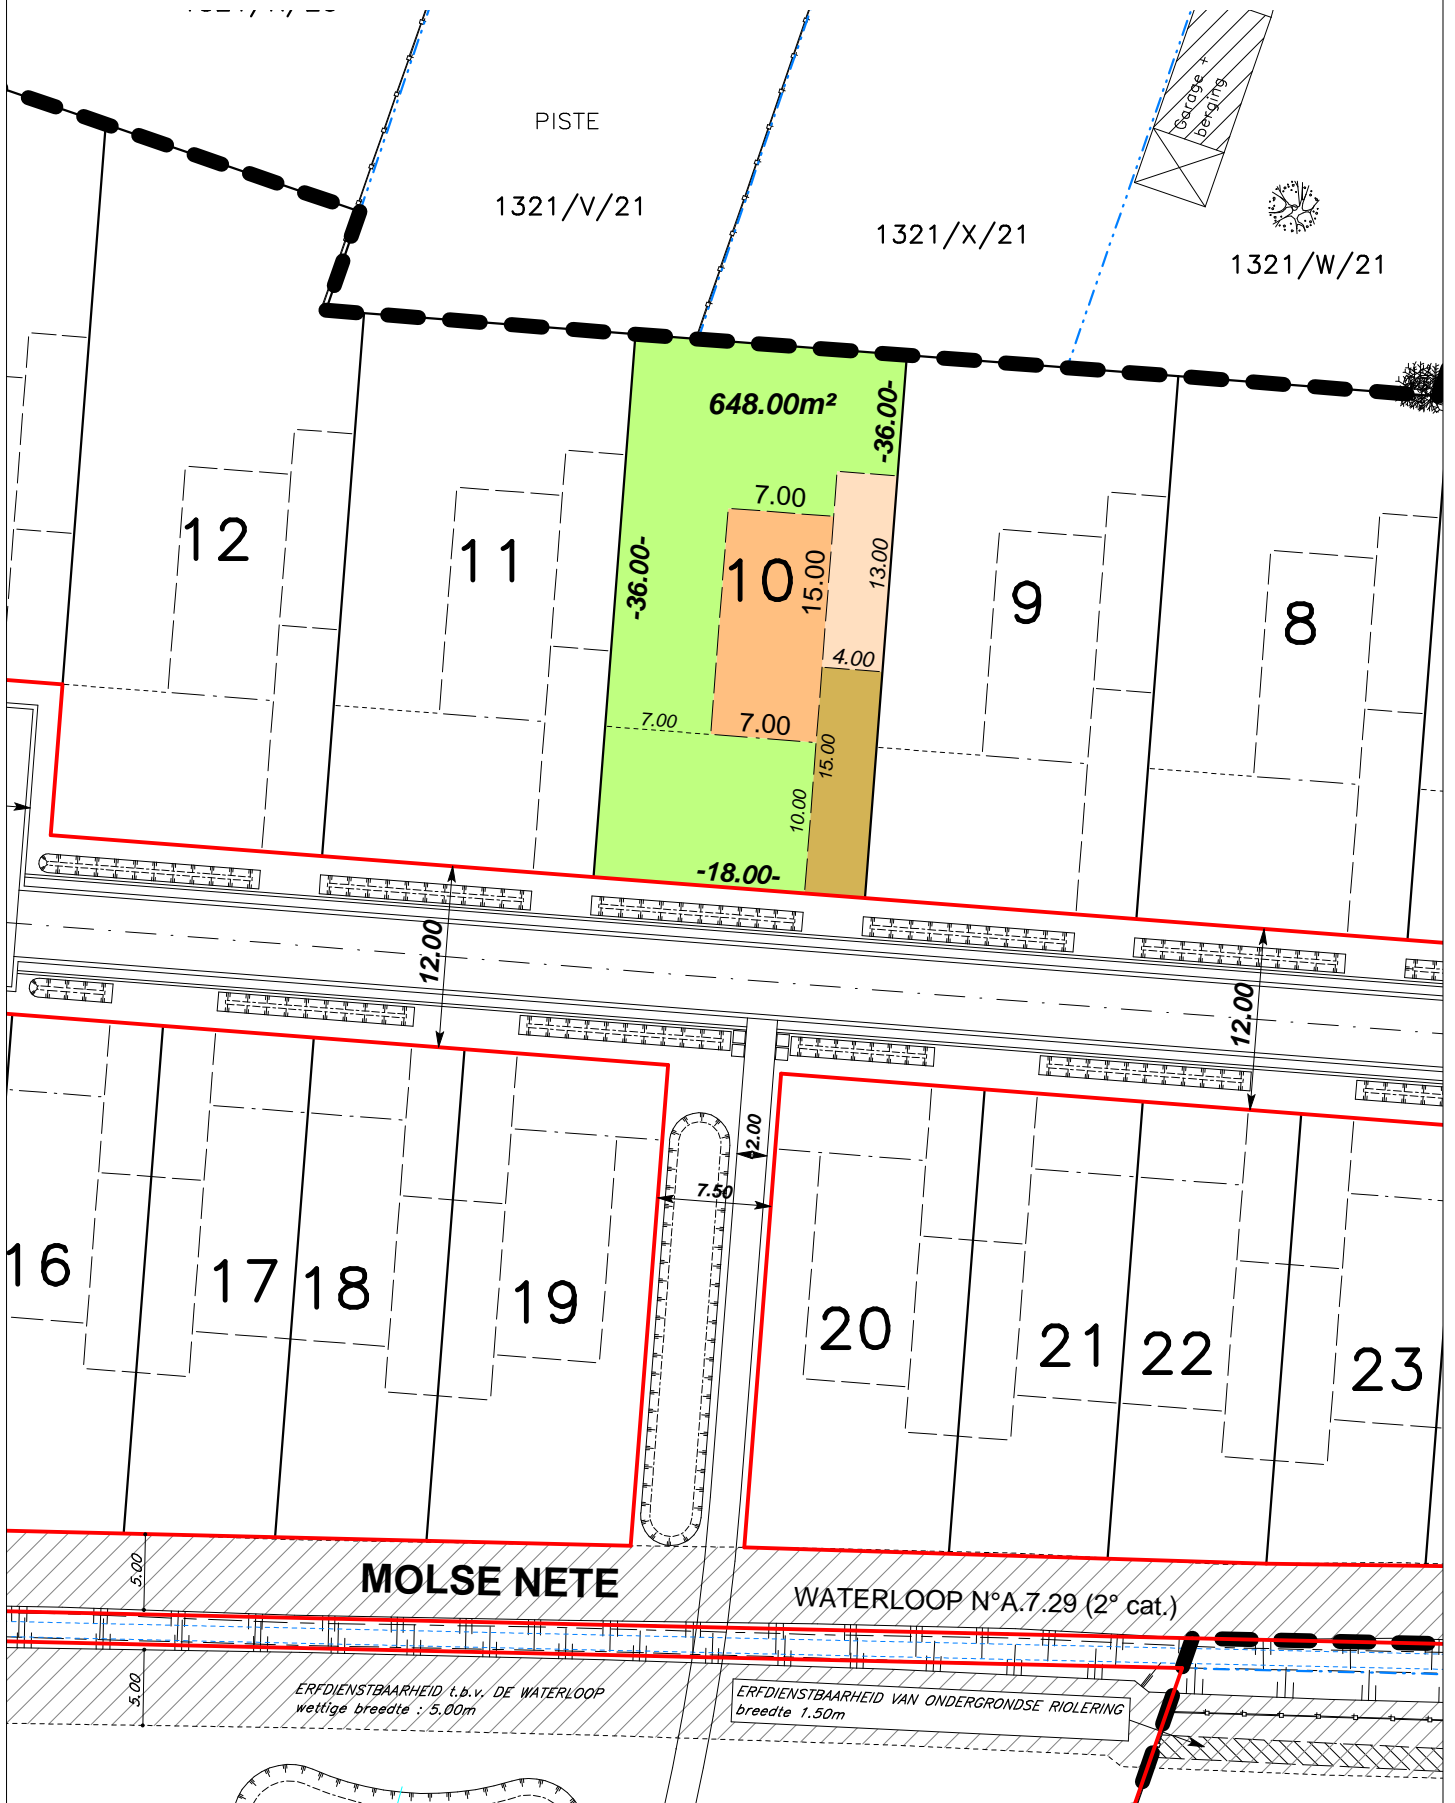 PISTE
1321/V/21
1321/X/21
1321/W/21
Garage +
berging
648.00m²
-36.00-
-36.00-
7.00
15.00
13.00
4.00
7.00
7.00
15.00
10.00
-18.00-
12
11
10
9
8
12.00
12.00
2.00
7.50
16
17
18
19
20
21
22
23
5.00
MOLSE NETE
WATERLOOP N°A.7.29 (2° cat.)
5.00
ERFDIENSTBAARHEID t.b.v. DE WATERLOOP
wettige breedte : 5.00m
ERFDIENSTBAARHEID VAN ONDERGRONDSE RIOLERING
breedte 1.50m